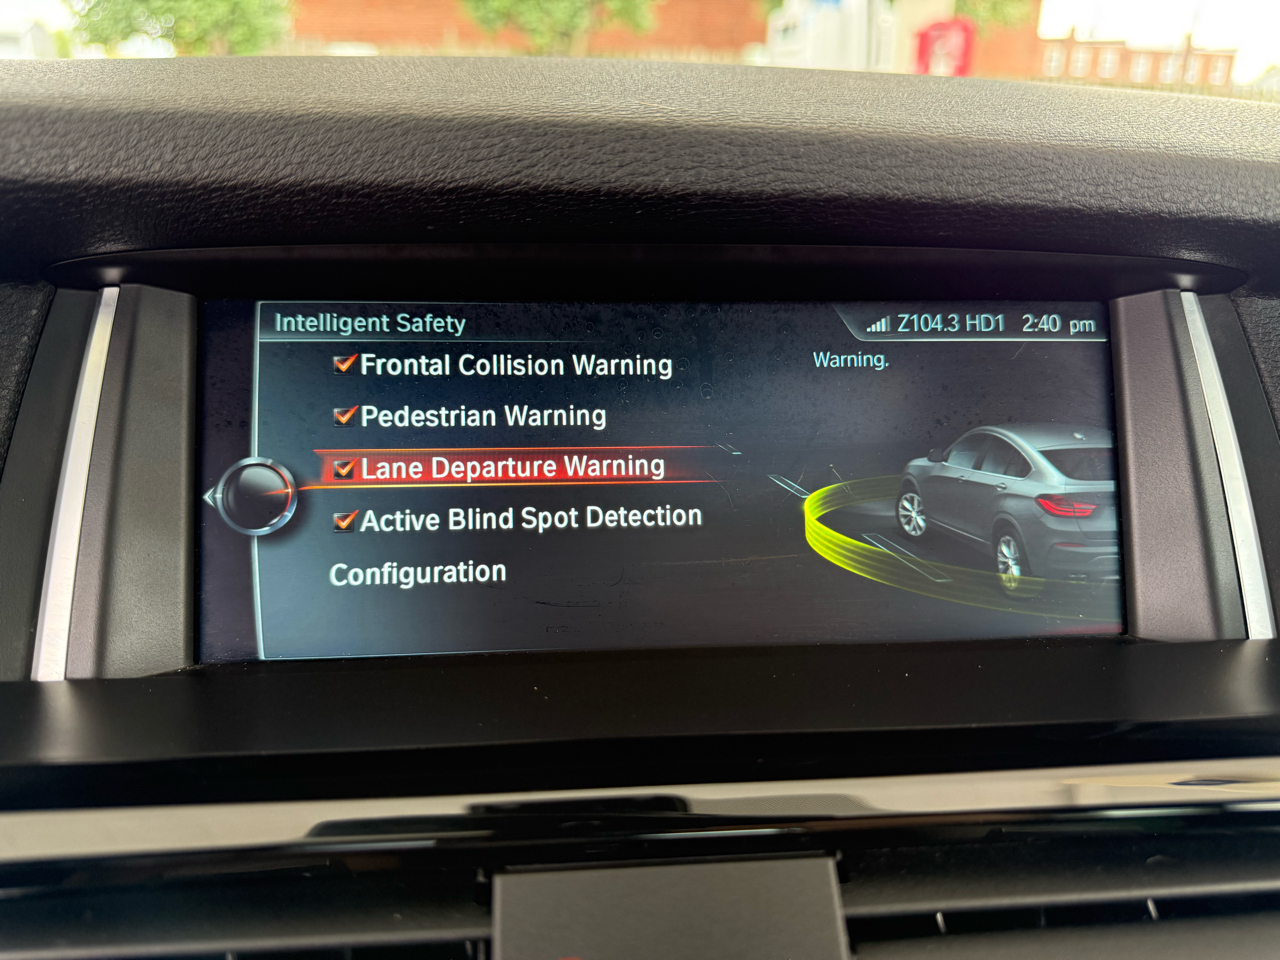 Intelligent Safety
Z104.3 HD1 2:40 pm
Frontal Collision Warning
Warning.
Pedestrian Warning
Lane Departure Warning
Active Blind Spot Detection
Configuration